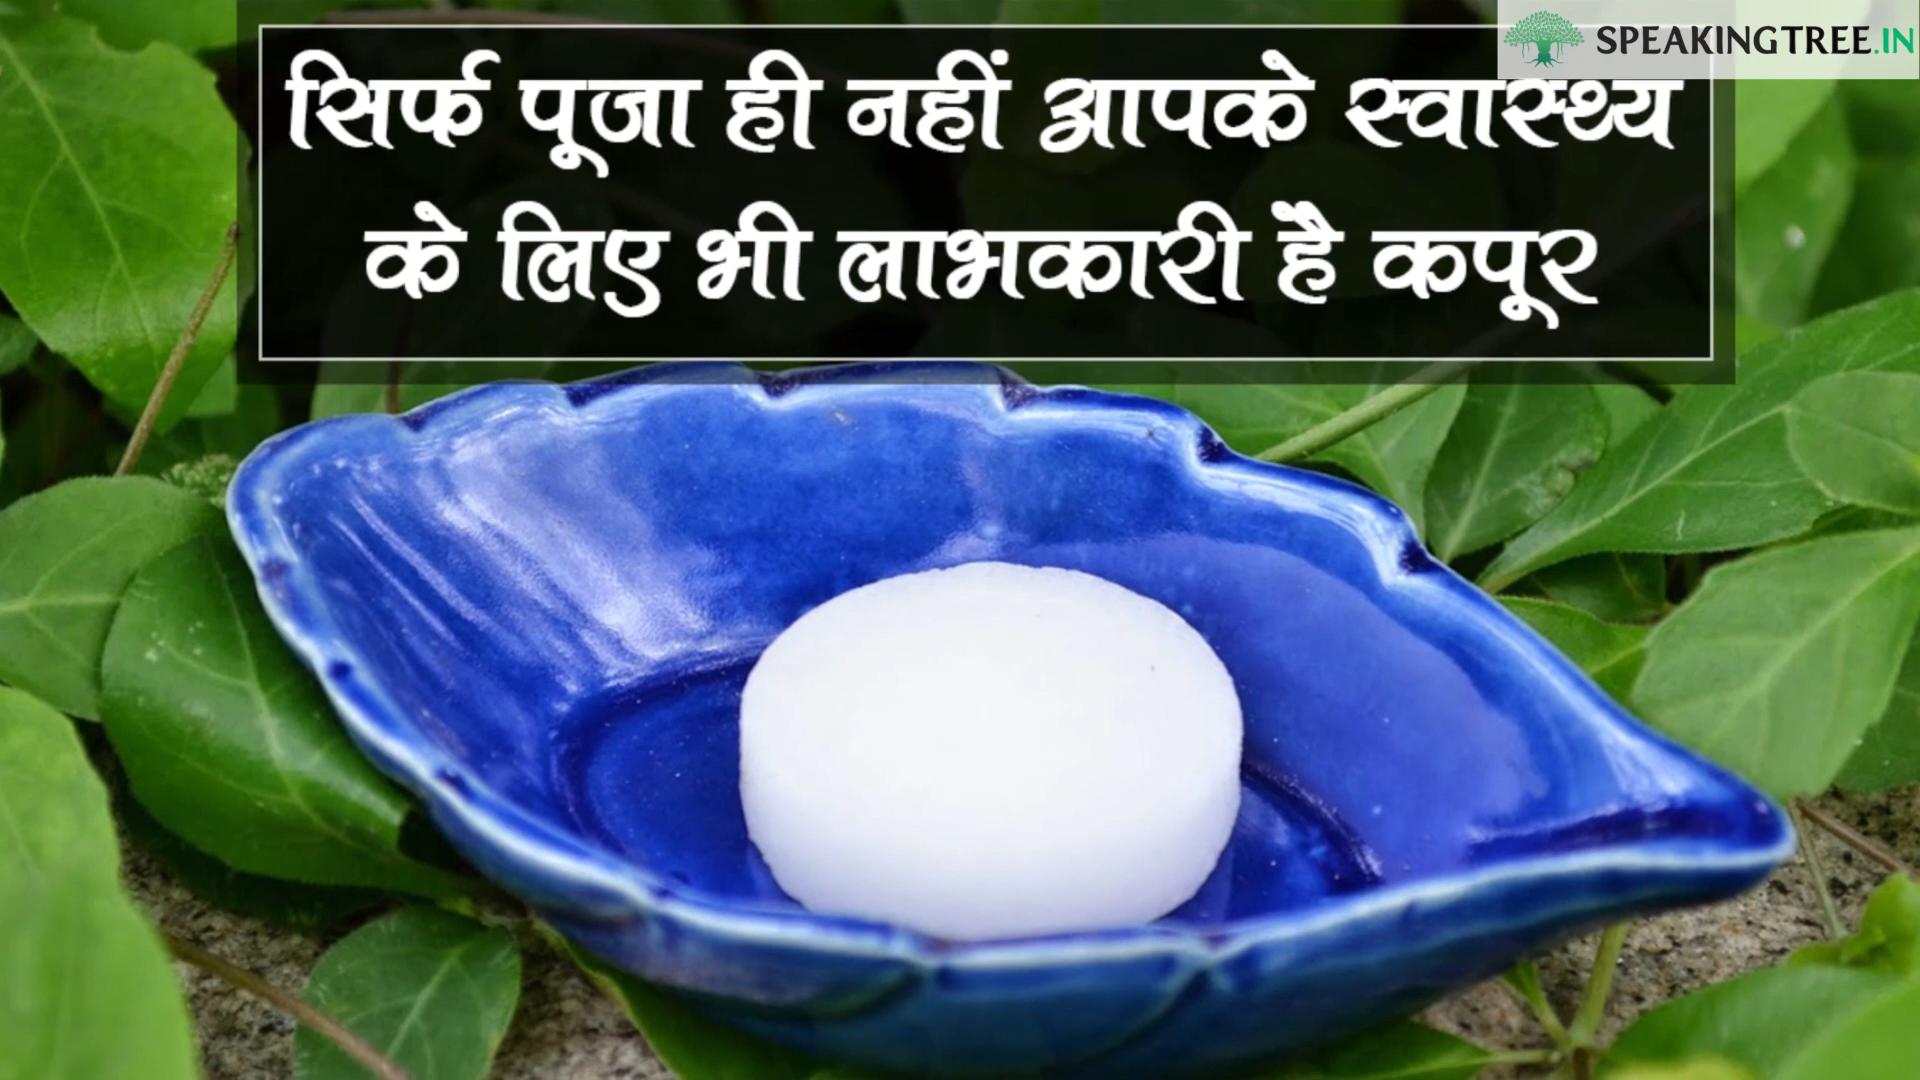 SPEAKINGTREE.IN
सिर्फ पूजा ही नहीं आपके स्वास्थ्य
के लिए भी लाभकारी है कपूर